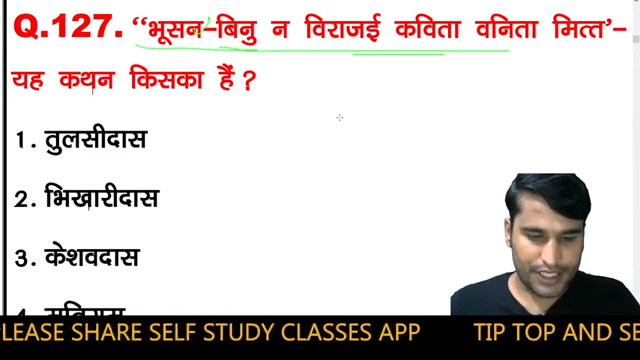 Q.127. “भूसन-बिनु न विराजई कविता वनिता मित्त’-
यह कथन किसका हैं ?
1. तुलसीदास
2. भिखारीदास
3. केशवदास
4.
LEASE SHARE SELF STUDY CLASSES APP TIP TOP AND SE